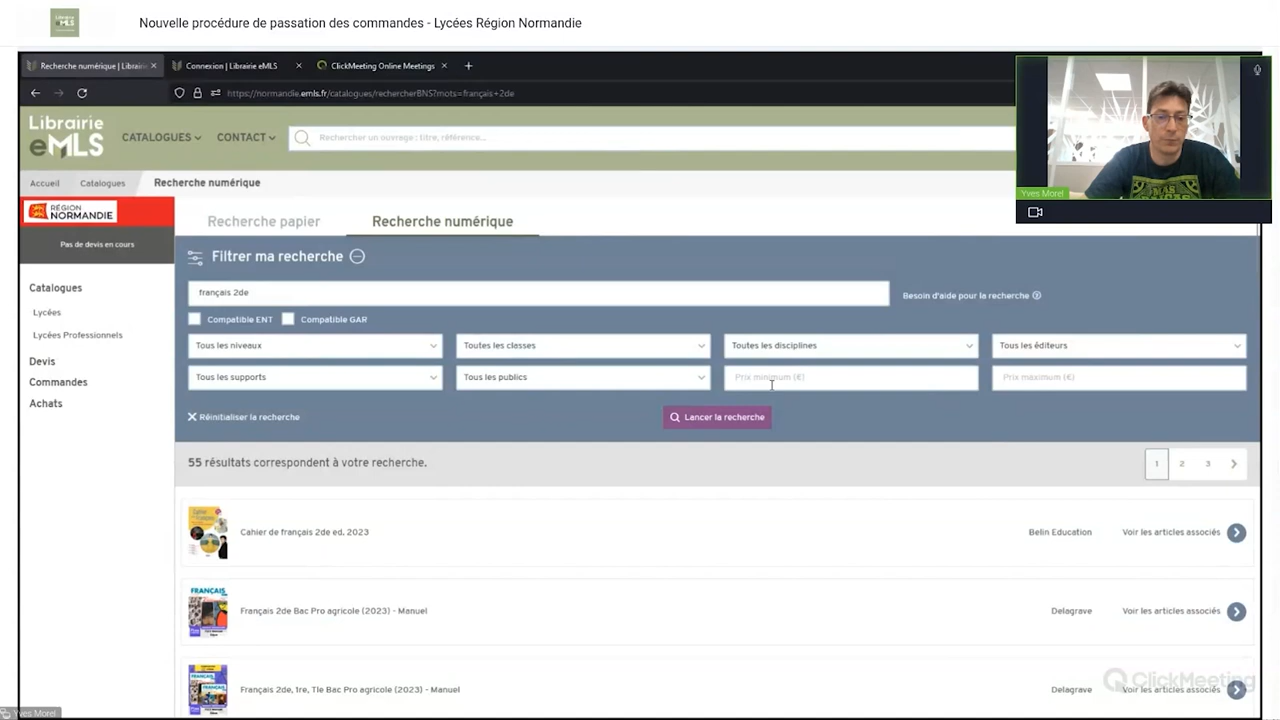 Librairie
eMLS
Nouvelle procédure de passation des commandes - Lycées Région Normandie
Recherche numérique | Librairi
Connexion | Librairie eMLS
ClickMeeting Online Meetings
https://normandie.emls.fr/catalogues/rechercherBNS?mots=français+2de
Librairie
eMLS
CATALOGUES
CONTACT
Rechercher un ouvrage : titre, référence...
Yves Morel
Accueil
Catalogues
Recherche numérique
RÉGION
NORMANDIE
Pas de devis en cours
Catalogues
Lycées
Lycées Professionnels
Devis
Commandes
Achats
Recherche papier
Recherche numérique
Filtrer ma recherche
français 2de
Besoin d'aide pour la recherche
Compatible ENT
Compatible GAR
Tous les niveaux
Toutes les classes
Toutes les disciplines
Tous les éditeurs
Tous les supports
Tous les publics
Prix minimum (€)
Prix maximum (€)
Réinitialiser la recherche
Lancer la recherche
55 résultats correspondent à votre recherche.
1
2
3
Cahier de français 2de ed. 2023
Belin Education
Voir les articles associés
FRANÇAIS
Français 2de Bac Pro agricole (2023) - Manuel
Delagrave
Voir les articles associés
FRANÇAIS
Français 2de, 1re, Tle Bac Pro agricole (2023) - Manuel
Delagrave
Voir les articles associés
ClickMeeting
Yves Morel